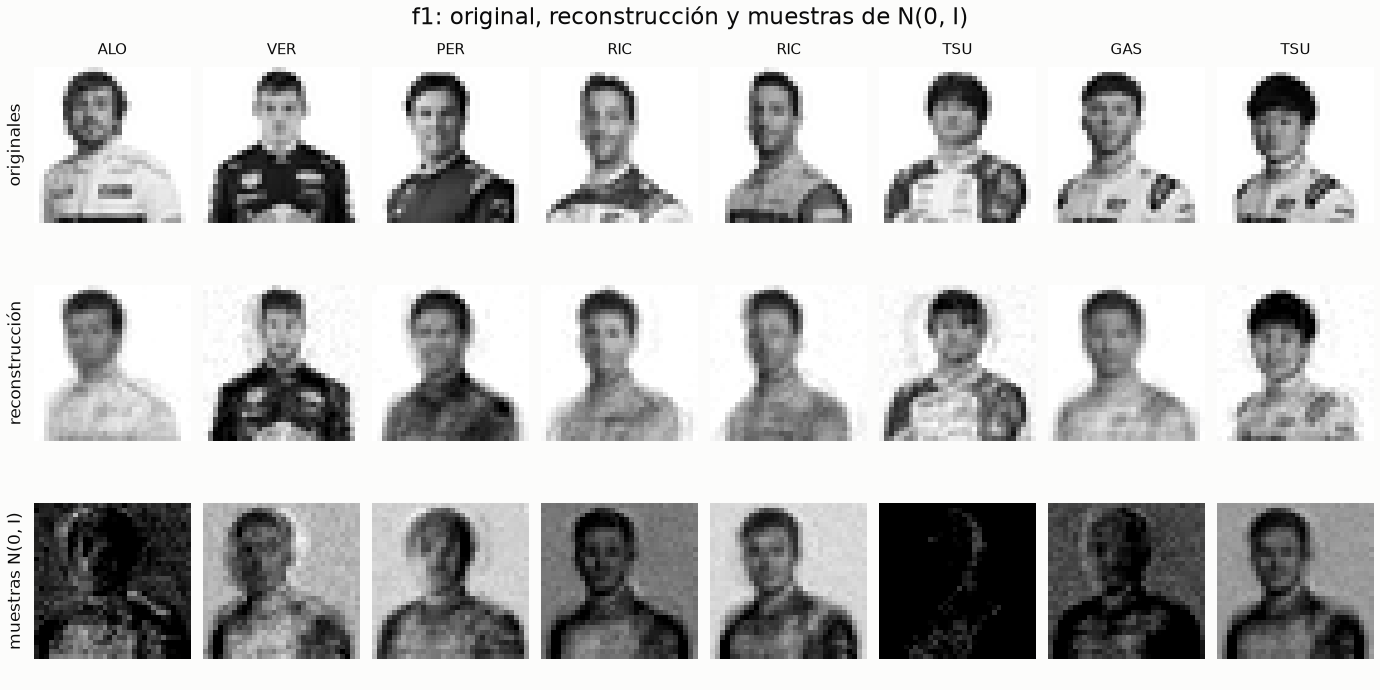 f1: original, reconstrucción y muestras de N(0, I)
ALO VER PER RIC RIC TSU GAS TSU
originales
reconstrucción
muestras N(0, I)